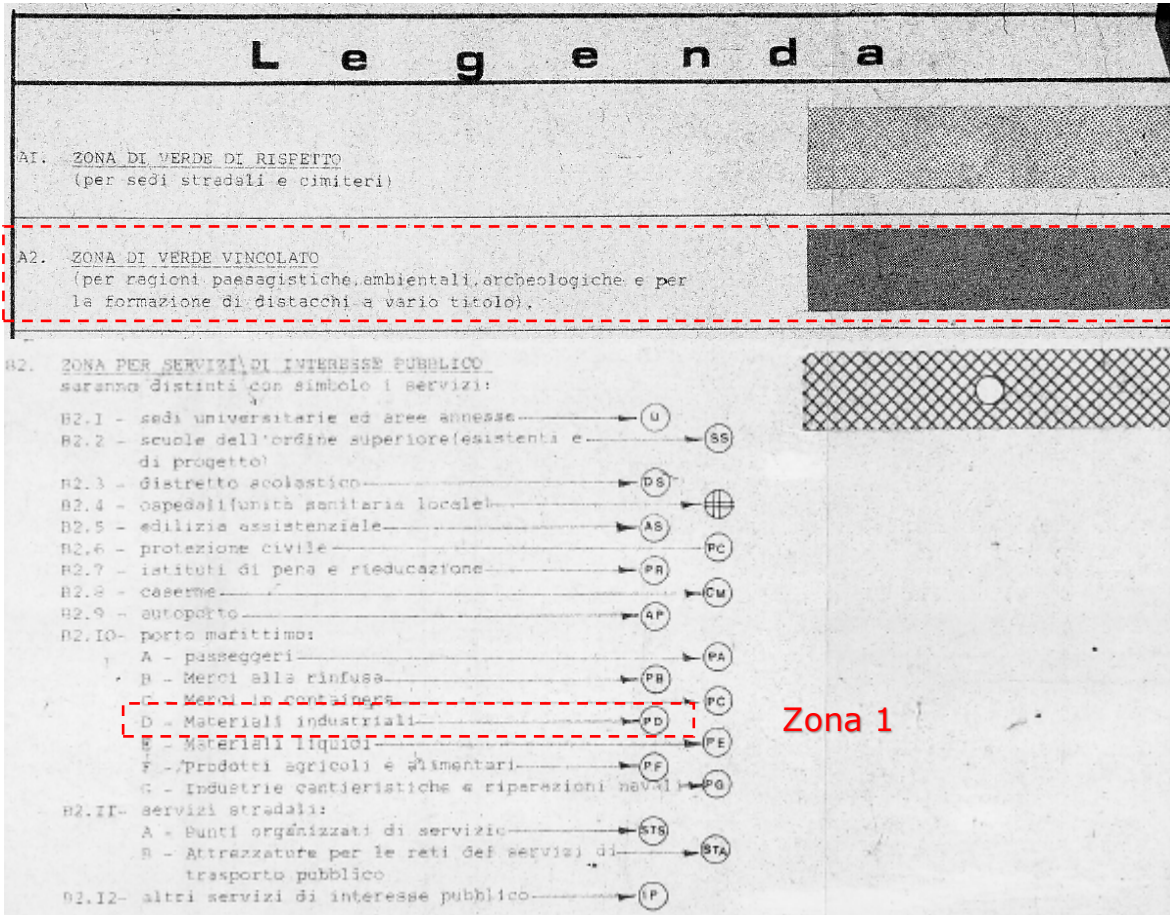 Legenda
AI. ZONA DI VERDE DI RISPETTO
(per sedi stradali e cimiteri)
A2. ZONA DI VERDE VINCOLATO
(per ragioni paesagistiche,ambientali,archeologiche e per
la formazione di distacchi a vario titolo).
B2. ZONA PER SERVIZI DI INTERESSE PUBBLICO
saranno distinti con simbolo i servizi:
B2.I - sedi universitarie ed aree annesse U
B2.2 - scuole dell'ordine superiore(esistenti e SS
di progetto)
B2.3 - distretto scolastico DS
B2.4 - ospedali(unità sanitaria locale)
B2.5 - edilizia assistenziale AS
B2.6 - protezione civile PC
B2.7 - istituti di pena e rieducazione PR
B2.8 - caserme CM
B2.9 - autoporto AP
B2.IO- porto marittimo:
A - passeggeri PA
B - Merci alla rinfusa PB
C - Merci in containers PC
D - Materiali industriali PD
Zona 1
E - Materiali liquidi PE
F - Prodotti agricoli e alimentari PF
G - Industrie cantieristiche e riparazioni navali PG
B2.II- servizi stradali:
A - Punti organizzati di servizio STS
B - Attrezzature per le reti dei servizi di STA
trasporto pubblico
B2.I2- altri servizi di interesse pubblico IP